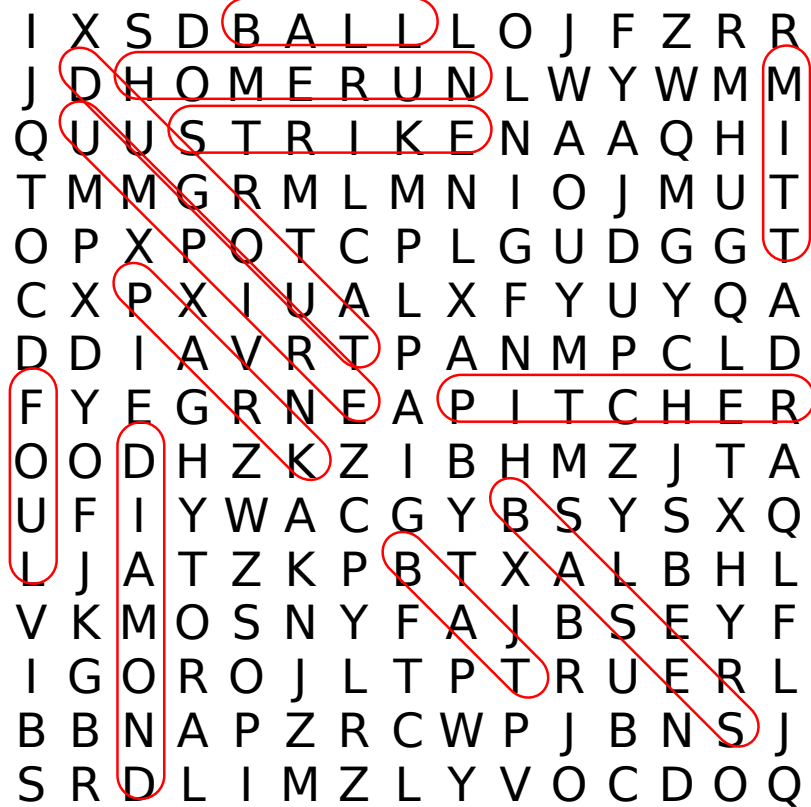 I X S D B A L L L O J F Z R R
J D H O M E R U N L W Y W M M
Q U U S T R I K E N A A Q H I
T M M G R M L M N I O J M U T
O P X P O T C P L G U D G G T
C X P X I U A L X F Y U Y Q A
D D I A V R T P A N M P C L D
F Y E G R N E A P I T C H E R
O O D H Z K Z I B H M Z J T A
U F I Y W A C G Y B S Y S X Q
L J A T Z K P B T X A L B H L
V K M O S N Y F A J B S E Y F
I G O R O J L T P T R U E R L
B B N A P Z R C W P J B N S J
S R D L I M Z L Y V O C D O Q